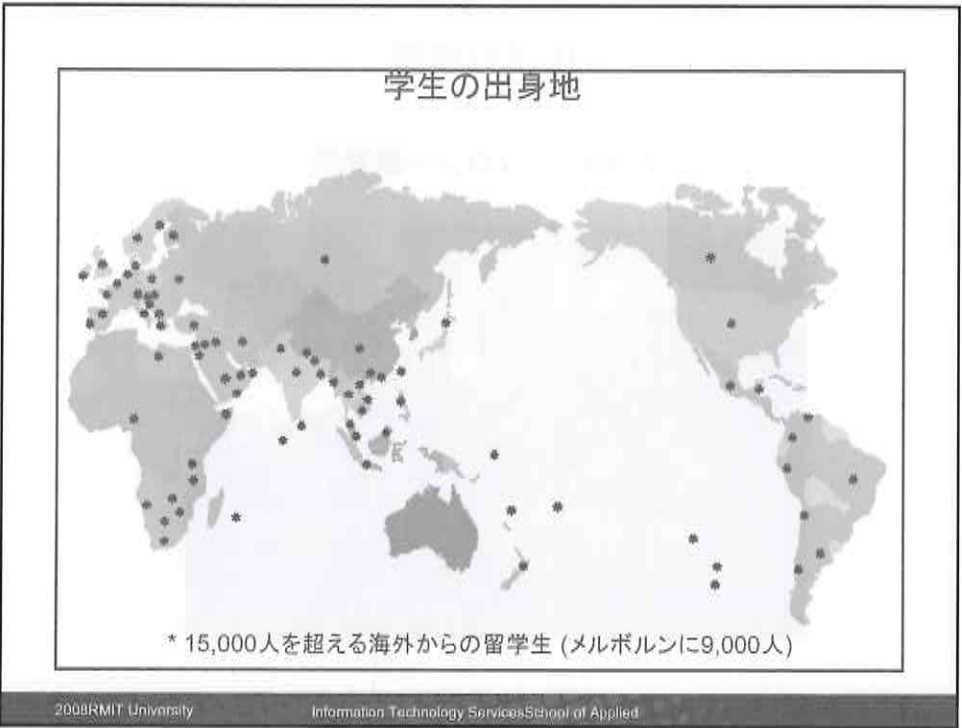 学生の出身地
* 15,000人を超える海外からの留学生 (メルボルンに9,000人)
2008RMIT University
Information Technology ServicesSchool of Applied